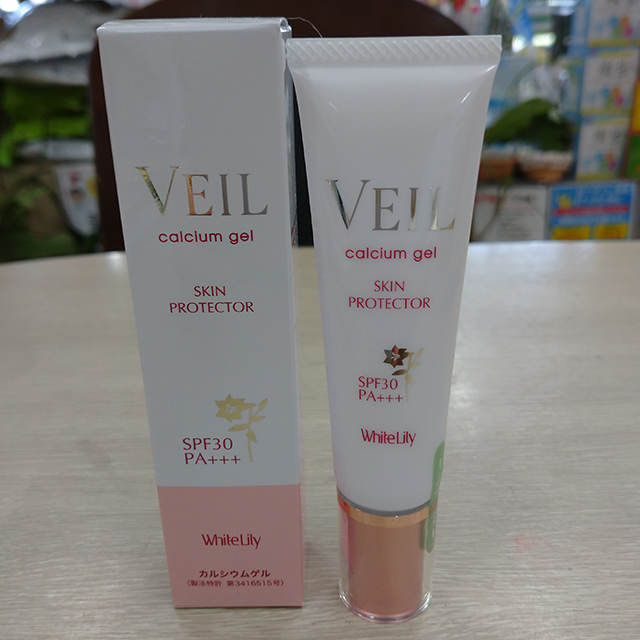 VEIL
calcium gel
SKIN
PROTECTOR
SPF30
PA+++
WhiteLily
カルシウムゲル
(製法特許 第3416515号)
VEIL
calcium gel
SKIN
PROTECTOR
SPF30
PA+++
WhiteLily